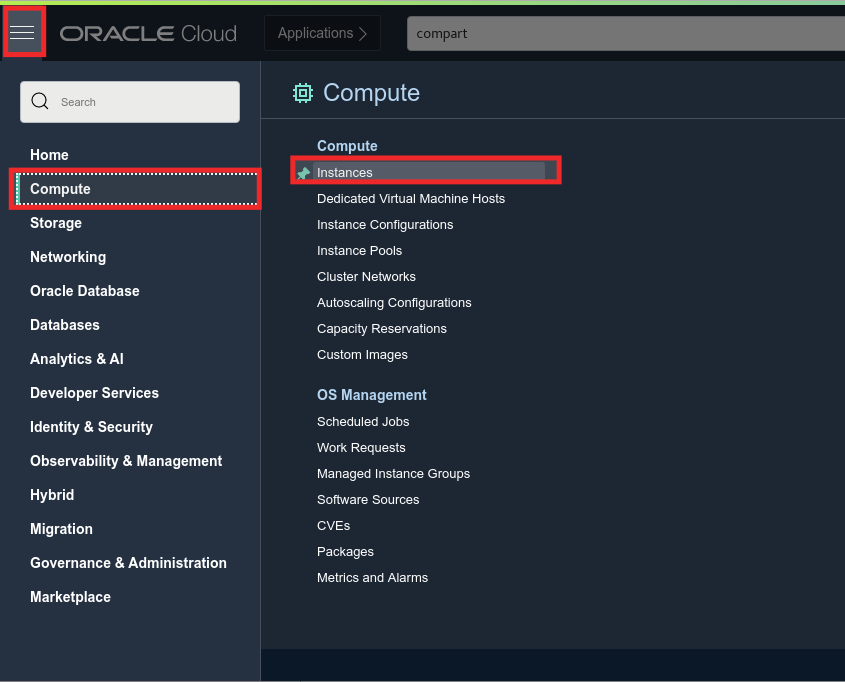 ORACLE Cloud
Applications
compart
Search
Home
Compute
Storage
Networking
Oracle Database
Databases
Analytics & AI
Developer Services
Identity & Security
Observability & Management
Hybrid
Migration
Governance & Administration
Marketplace
Compute
Compute
Instances
Dedicated Virtual Machine Hosts
Instance Configurations
Instance Pools
Cluster Networks
Autoscaling Configurations
Capacity Reservations
Custom Images
OS Management
Scheduled Jobs
Work Requests
Managed Instance Groups
Software Sources
CVEs
Packages
Metrics and Alarms